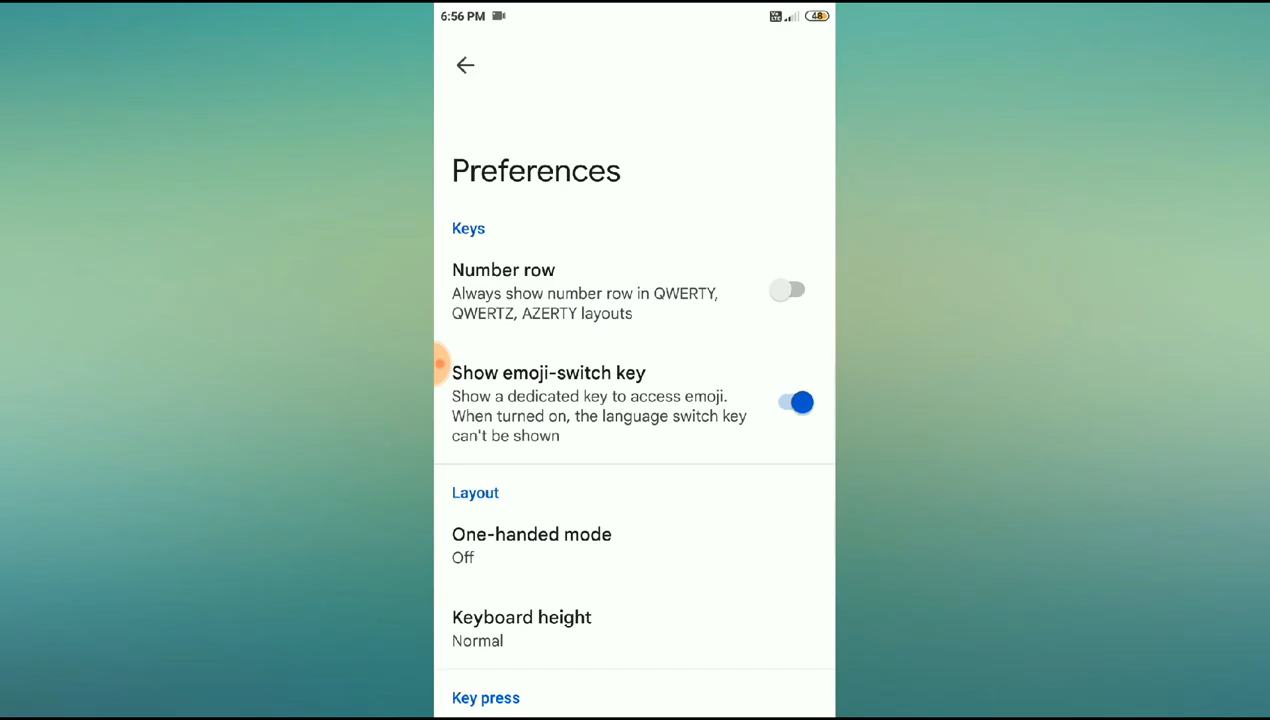 6:56 PM
Vo LTE 48
Preferences
Keys
Number row
Always show number row in QWERTY,
QWERTZ, AZERTY layouts
Show emoji-switch key
Show a dedicated key to access emoji.
When turned on, the language switch key
can't be shown
Layout
One-handed mode
Off
Keyboard height
Normal
Key press